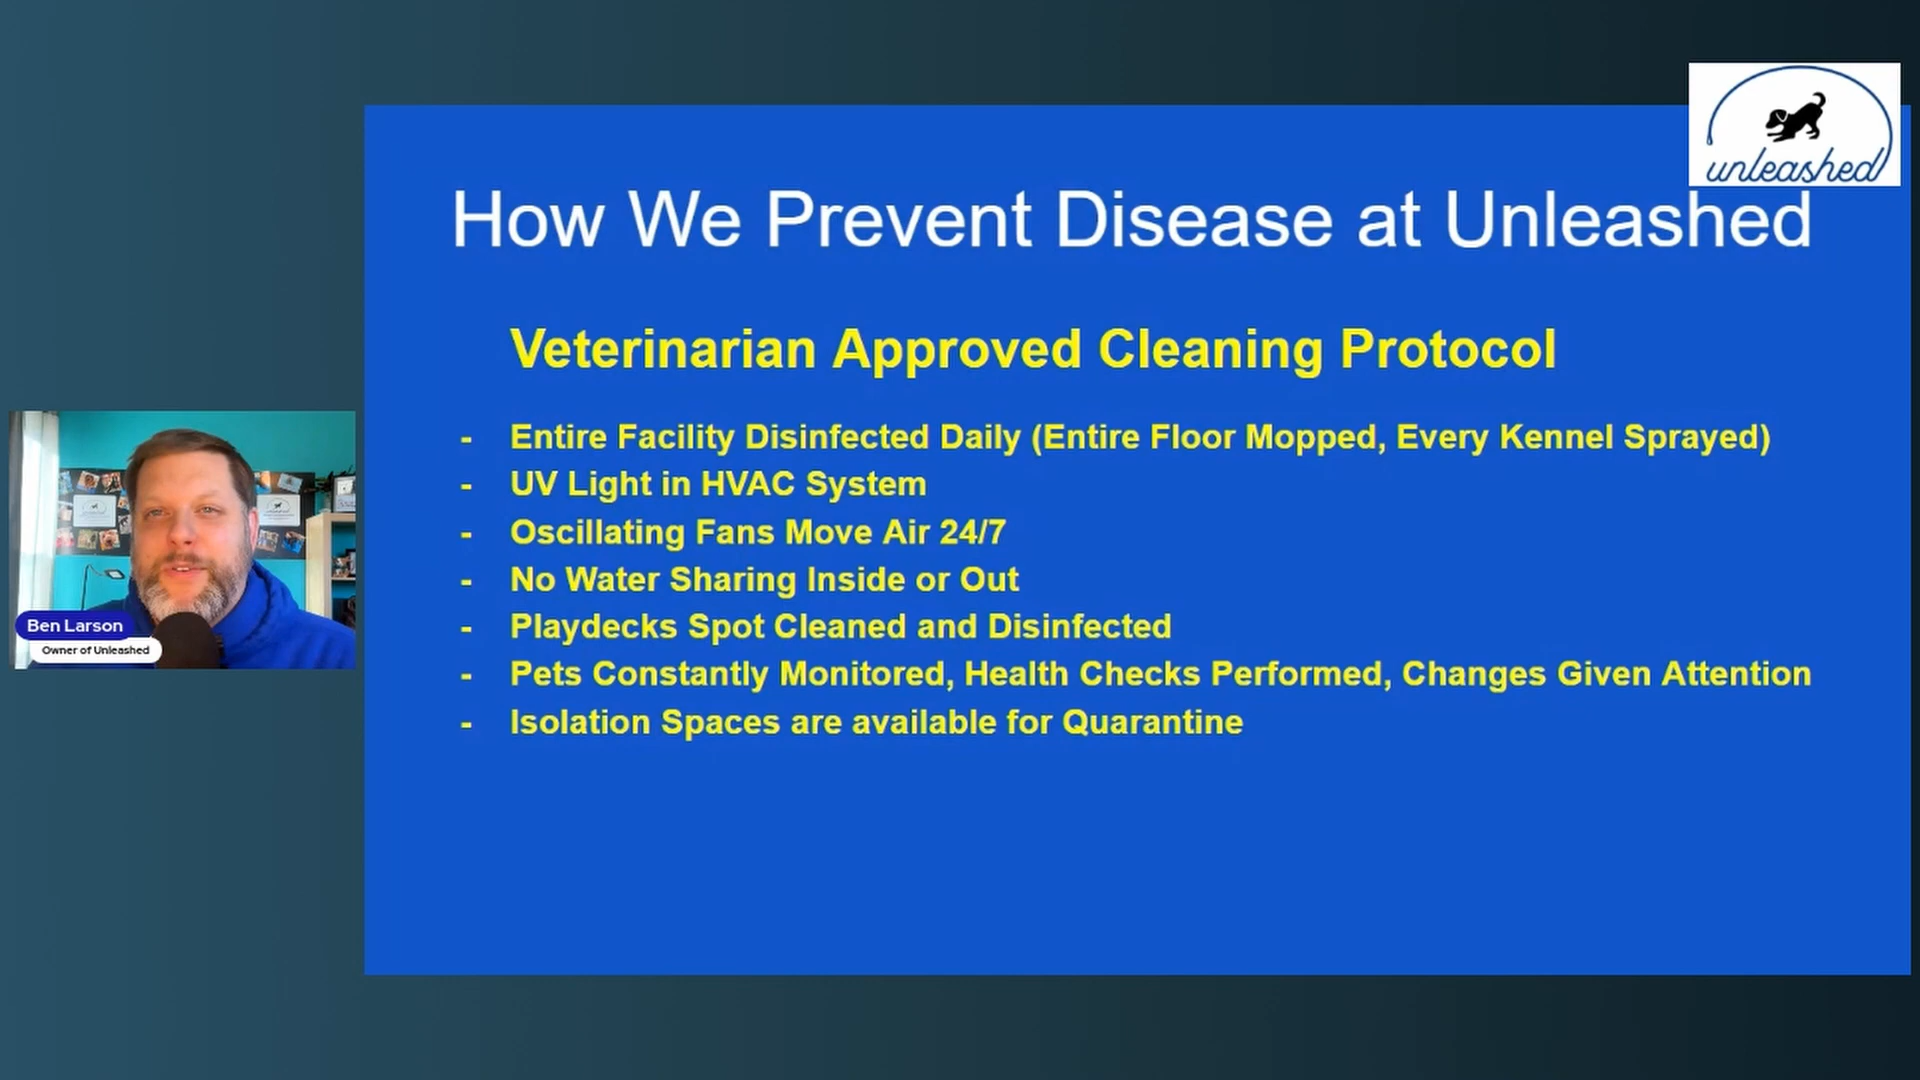 unleashed
How We Prevent Disease at Unleashed
Veterinarian Approved Cleaning Protocol
- Entire Facility Disinfected Daily (Entire Floor Mopped, Every Kennel Sprayed)
- UV Light in HVAC System
- Oscillating Fans Move Air 24/7
- No Water Sharing Inside or Out
- Playdecks Spot Cleaned and Disinfected
- Pets Constantly Monitored, Health Checks Performed, Changes Given Attention
- Isolation Spaces are available for Quarantine
Ben Larson
Owner of Unleashed